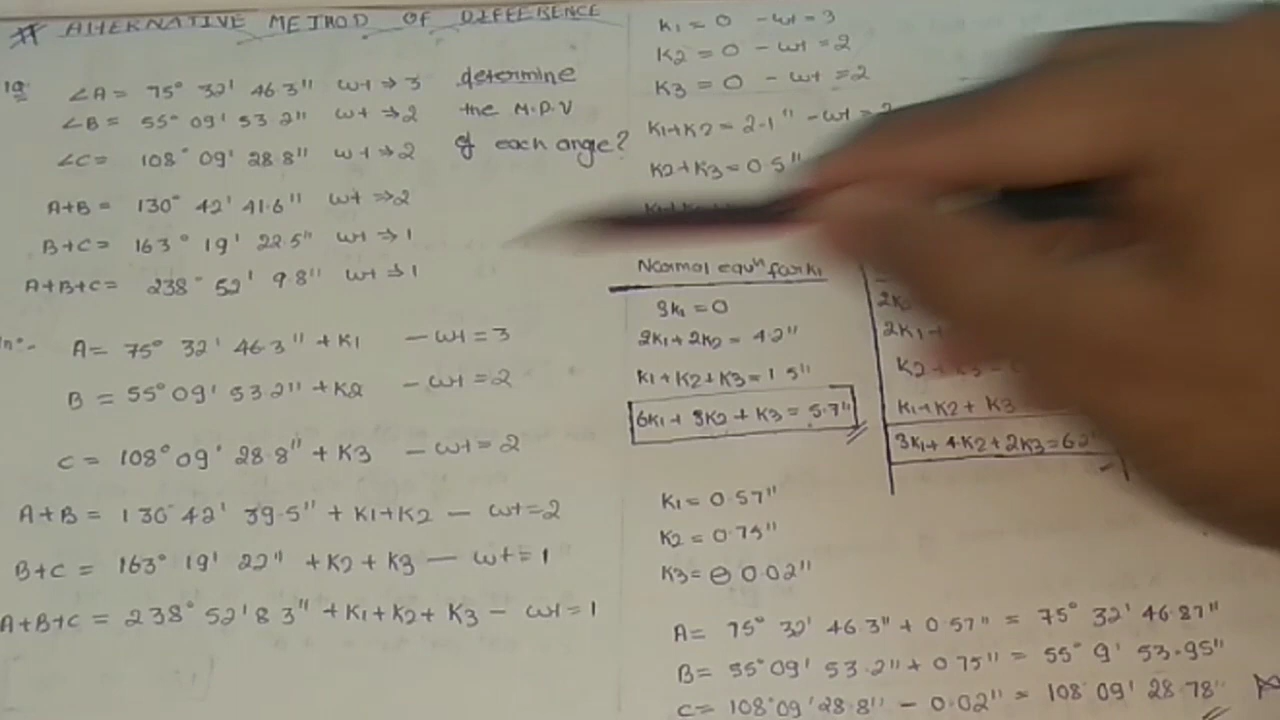 # ALTERNATIVE METHOD OF DIFFERENCE
1Q
∠A = 75° 32' 46.3" wt ⇒ 3 determine
∠B = 55° 09' 53.2" wt ⇒ 2 the M.P.V
∠C = 108° 09' 28.8" wt ⇒ 2 of each angle?
A+B = 130° 42' 41.6" wt ⇒ 2
B+C = 163° 19' 22.5" wt ⇒ 1
A+B+C = 238° 52' 9.8" wt ⇒ 1
A = 75° 32' 46.3" + K1 - wt = 3
B = 55° 09' 53.2" + K2 - wt = 2
C = 108° 09' 28.8" + K3 - wt = 2
A+B = 130° 42' 39.5" + K1+K2 - wt = 2
B+C = 163° 19' 22" + K2 + K3 - wt = 1
A+B+C = 238° 52' 8.3" + K1+K2+ K3 - wt = 1
K1 = 0 - wt = 3
K2 = 0 - wt = 2
K3 = 0 - wt = 2
K1+K2 = 2.1" - wt =
K2+K3 = 0.5"
Normal equⁿ for K1
9K1 = 0
2K1+2K2 = 4.2"
K1+K2+K3 = 1.5"
6K1 + 3K2 + K3 = 5.7"
2K1+
K1+K2+ K3
3K1+4K2+2K3=6.2
K1 = 0.57"
K2 = 0.75"
K3 = ⊖ 0.02"
A = 75° 32' 46.3" + 0.57" = 75° 32' 46.87"
B = 55° 09' 53.2" + 0.75" = 55° 9' 53.95"
C = 108° 09' 28.8" - 0.02" = 108° 09' 28.78"